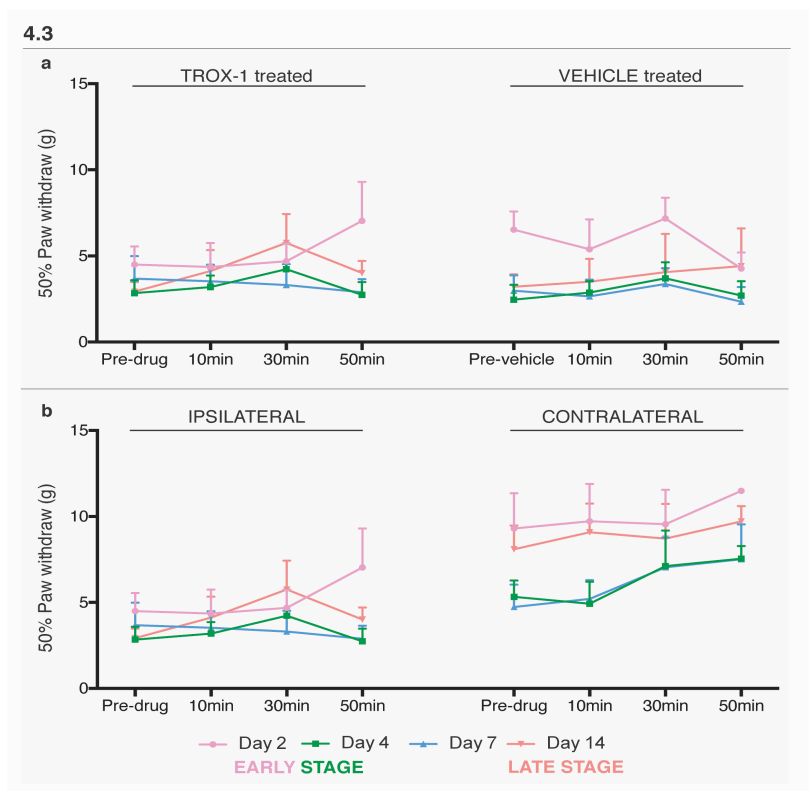 4.3
a
TROX-1 treated
VEHICLE treated
50% Paw withdraw (g)
15
10
5
0
Pre-drug 10min 30min 50min
Pre-vehicle 10min 30min 50min
b
IPSILATERAL
CONTRALATERAL
50% Paw withdraw (g)
15
10
5
0
Pre-drug 10min 30min 50min
Pre-drug 10min 30min 50min
Day 2 Day 4 Day 7 Day 14
EARLY STAGE LATE STAGE